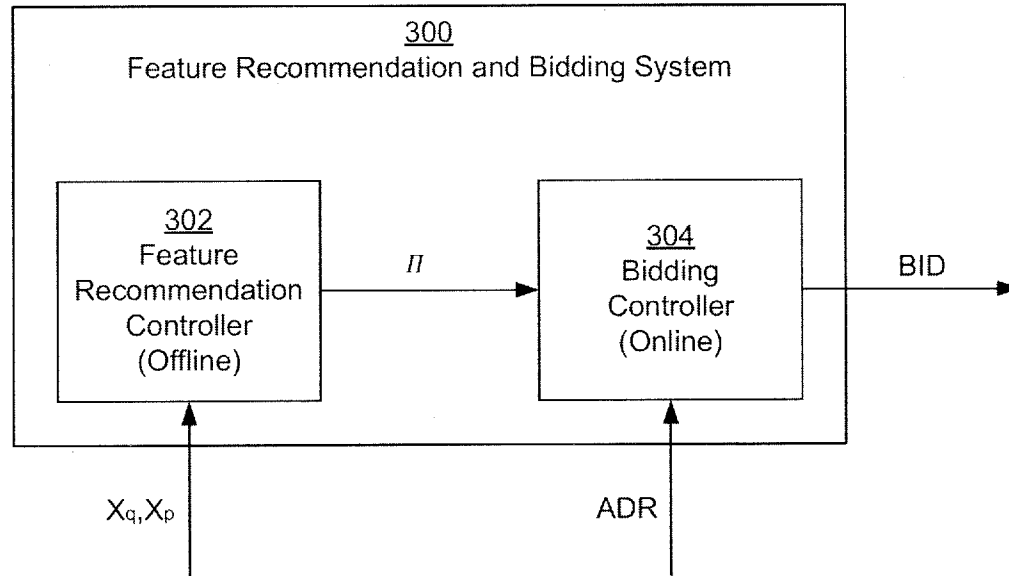 300
Feature Recommendation and Bidding System
302
Feature
Recommendation
Controller
(Offline)
Π
304
Bidding
Controller
(Online)
BID
Xq,Xp
ADR